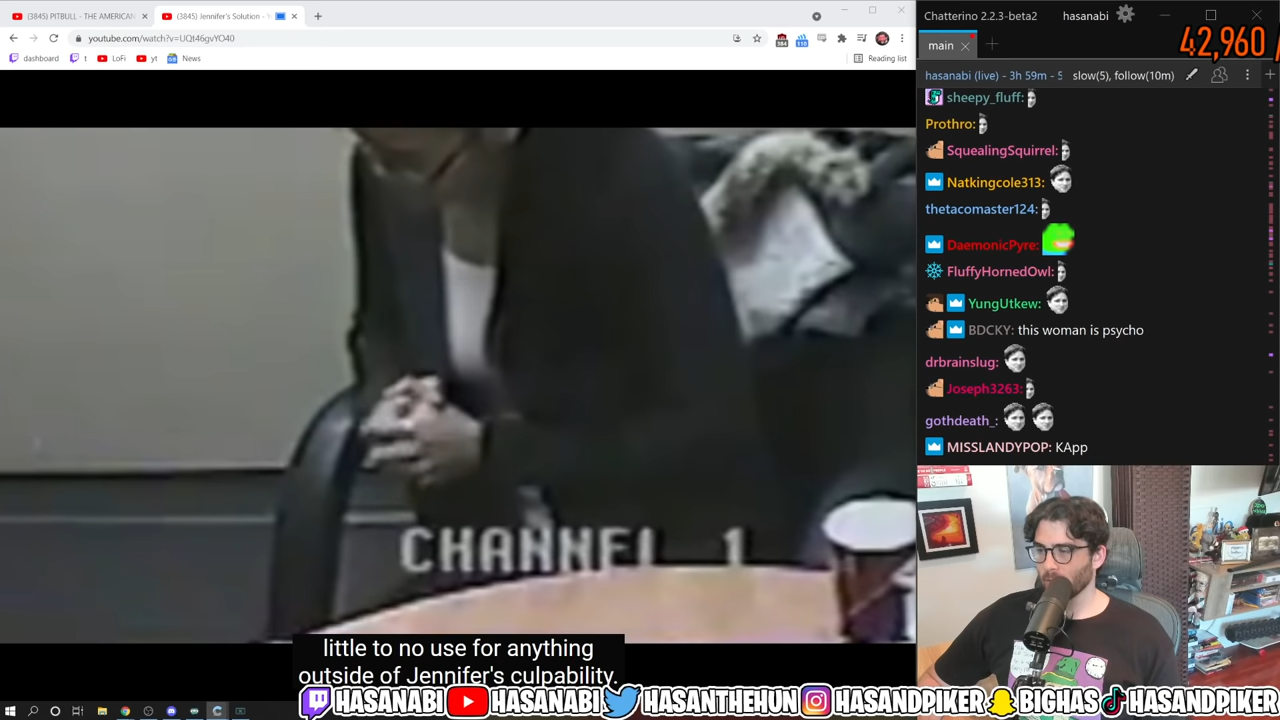 (3845) PITBULL - THE AMERICAN
(3845) Jennifer's Solution - Y
youtube.com/watch?v=UQt46gvYO40
384
110
dashboard
t
LoFi
yt
News
Reading list
CHANNEL 1
little to no use for anything
outside of Jennifer's culpability.
Chatterino 2.2.3-beta2
hasanabi
42,960 /
main
hasanabi (live) - 3h 59m - 5
slow(5), follow(10m)
sheepy_fluff:
Prothro:
SquealingSquirrel:
Natkingcole313:
thetacomaster124:
DaemonicPyre:
FluffyHornedOwl:
YungUtkew:
BDCKY: this woman is psycho
drbrainslug:
Joseph3263:
gothdeath_:
MISSLANDYPOP: KApp
HASANABI HASANABI HASANTHEHUN HASANDPIKER BIGHAS HASANDPIKER